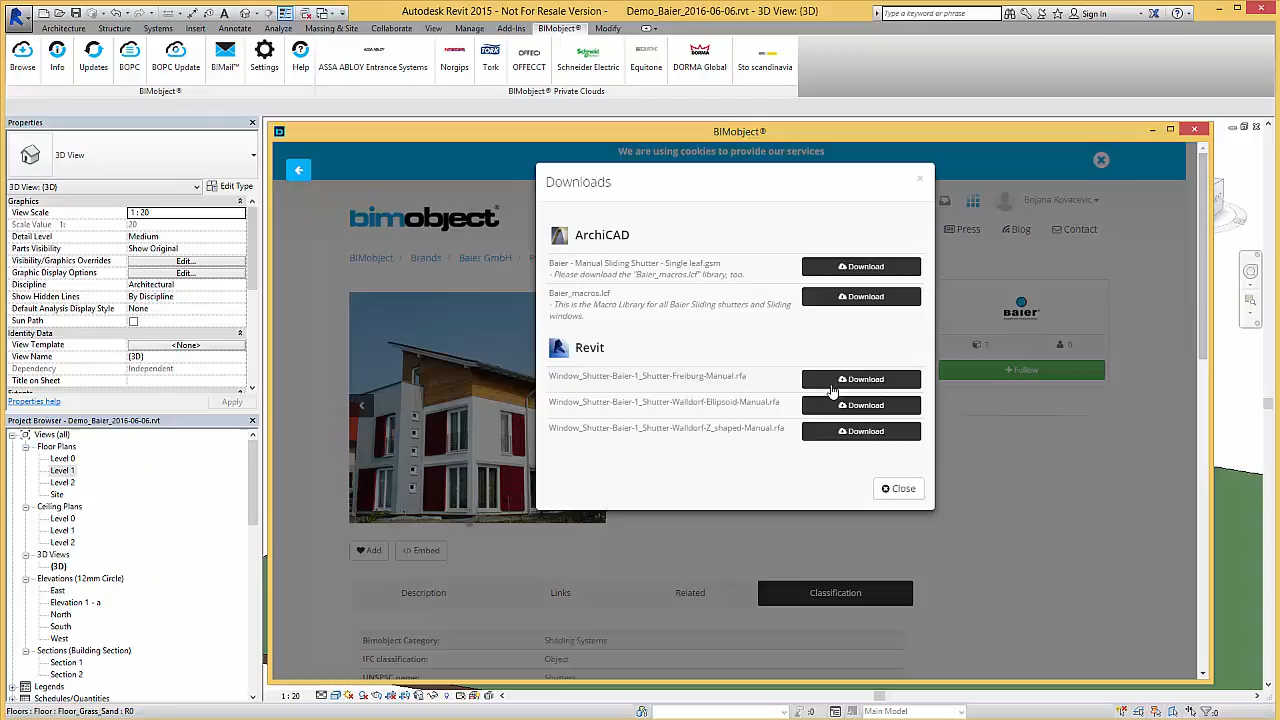 Autodesk Revit 2015 - Not For Resale Version -
Demo_Baier_2016-06-06.rvt - 3D View: {3D}
Type a keyword or phrase
Sign In
Architecture Structure Systems Insert Annotate Analyze Massing & Site Collaborate View Manage Add-Ins BIMobject® Modify
ASSA ABLOY
OFFECCT
Schneider Electric
EQUITONE
DORMA
Browse Info Updates BOPC BOPC Update BIMail™ Settings Help ASSA ABLOY Entrance Systems Norgips Tork OFFECCT Schneider Electric Equitone DORMA Global Sto scandinavia
BIMobject®
BIMobject® Private Clouds
Properties
3D View
3D View: {3D}
Edit Type
Graphics
View Scale 1 : 20
Scale Value 1: 20
Detail Level Medium
Parts Visibility Show Original
Visibility/Graphics Overrides Edit...
Graphic Display Options Edit...
Discipline Architectural
Show Hidden Lines By Discipline
Default Analysis Display Style None
Sun Path
Identity Data
View Template <None>
View Name {3D}
Dependency Independent
Title on Sheet
Properties help
Apply
Project Browser - Demo_Baier_2016-06-06.rvt
Views (all)
Floor Plans
Level 0
Level 1
Level 2
Site
Ceiling Plans
Level 0
Level 1
Level 2
3D Views
{3D}
Elevations (12mm Circle)
East
Elevation 1 - a
North
South
West
Sections (Building Section)
Section 1
Section 2
Legends
Schedules/Quantities
BIMobject®
We are using cookies to provide our services
bimobject®
Bojana Kovacevic
Press Blog Contact
BIMobject Brands Baier GmbH
BAIER
7 0
+ Follow
Downloads
ArchiCAD
Baier - Manual Sliding Shutter - Single leaf.gsm
- Please download the "Baier_macros.lcf" library, too.
Download
Baier_macros.lcf
- This is the Macro Library for all Baier Sliding shutters and Sliding
windows.
Download
Revit
Window_Shutter-Baier-1_Shutter-Freiburg-Manual.rfa
Download
Window_Shutter-Baier-1_Shutter-Walldorf-Ellipsoid-Manual.rfa
Download
Window_Shutter-Baier-1_Shutter-Walldorf-Z_shaped-Manual.rfa
Download
Close
Add
</> Embed
Description Links Related Classification
Bimobject Category: Shading Systems
IFC classification: Object
UNSPSC name: Shutters
1 : 20
Floors : Floor : Floor_Grass_Sand : R0
:0
Main Model
:0